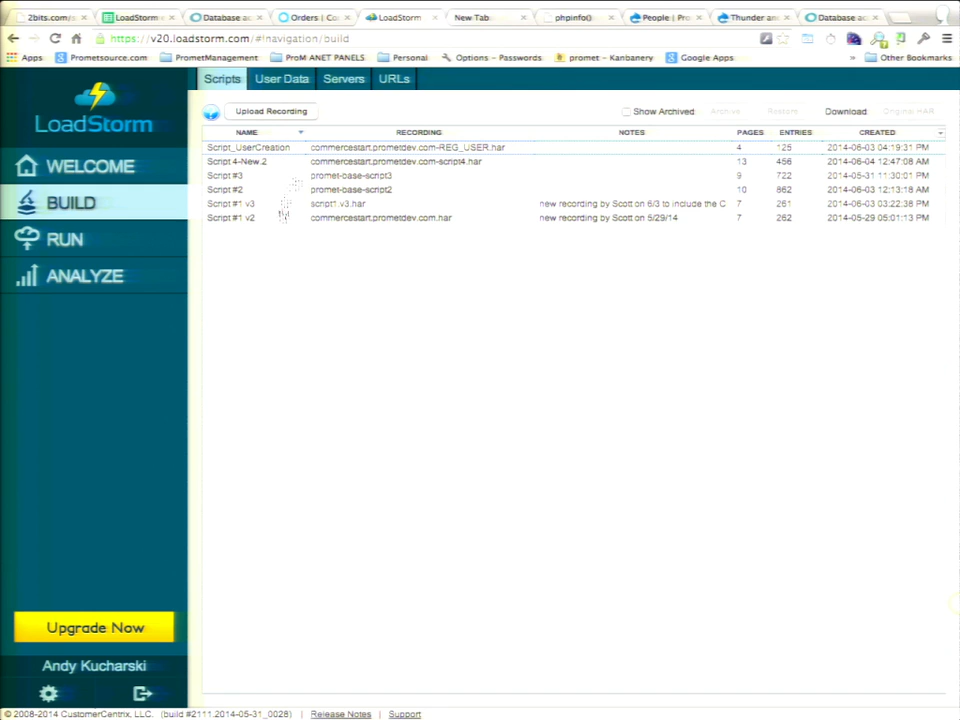 2bits.com/s
LoadStorm
Database ac
Orders | Co
LoadStorm
New Tab
phpinfo()
People | Pro
Thunder an
Database ac
https://v20.loadstorm.com/#!navigation/build
Apps Prometsource.com PrometManagement ProM ANET PANELS Personal Options - Passwords promet - Kanbanery Google Apps » Other Bookmarks
LoadStorm
WELCOME
BUILD
RUN
ANALYZE
Upgrade Now
Andy Kucharski
Scripts User Data Servers URLs
Upload Recording Show Archived Archive Restore Download Original HAR
NAME RECORDING NOTES PAGES ENTRIES CREATED
Script_UserCreation commercestart.prometdev.com-REG_USER.har 4 125 2014-06-03 04:19:31 PM
Script 4-New.2 commercestart.prometdev.com-script4.har 13 456 2014-06-04 12:47:08 AM
Script #3 promet-base-script3 9 722 2014-05-31 11:30:01 PM
Script #2 promet-base-script2 10 862 2014-06-03 12:13:18 AM
Script #1 v3 script1.v3.har new recording by Scott on 6/3 to include the C 7 261 2014-06-03 03:22:38 PM
Script #1 v2 commercestart.prometdev.com.har new recording by Scott on 5/29/14 7 262 2014-05-29 05:01:13 PM
© 2008-2014 CustomerCentrix, LLC. (build #2111.2014-05-31_0028) | Release Notes | Support